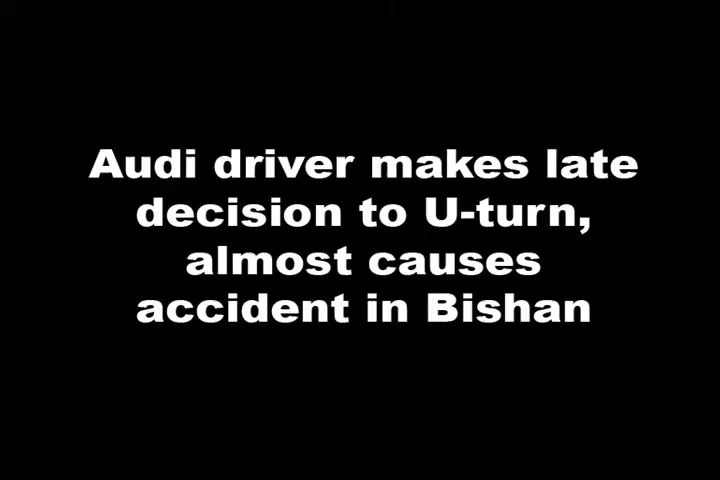 Audi driver makes late
decision to U-turn,
almost causes
accident in Bishan